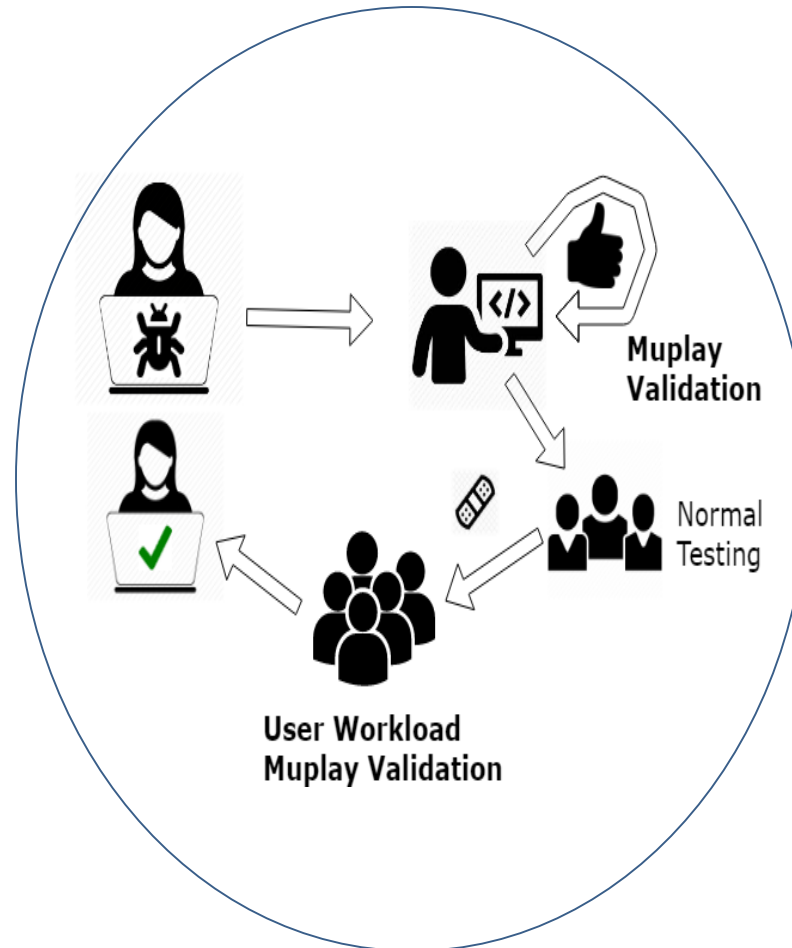 </>
Muplay
Validation
Normal
Testing
User Workload
Muplay Validation